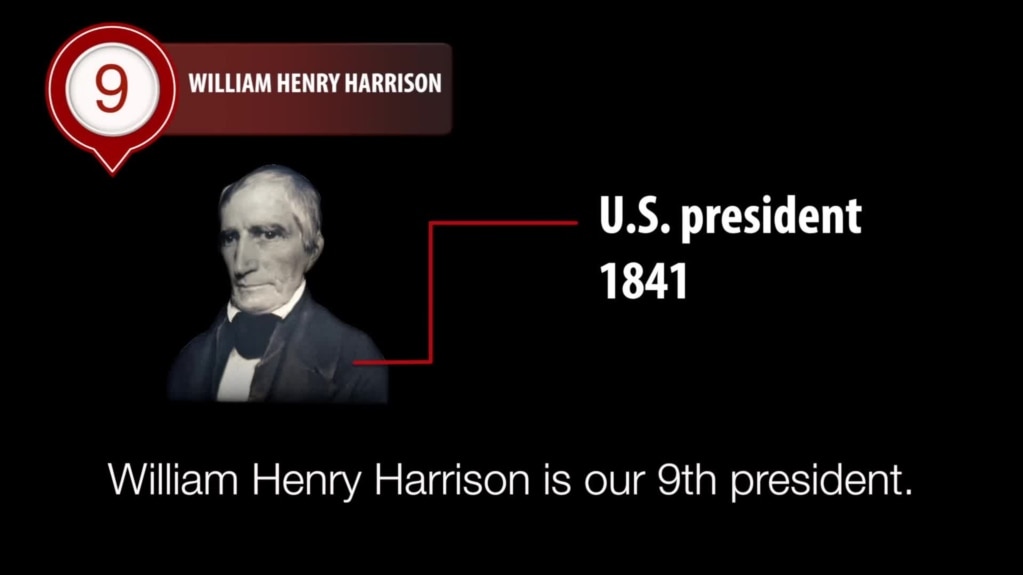 9
WILLIAM HENRY HARRISON
U.S. president
1841
William Henry Harrison is our 9th president.